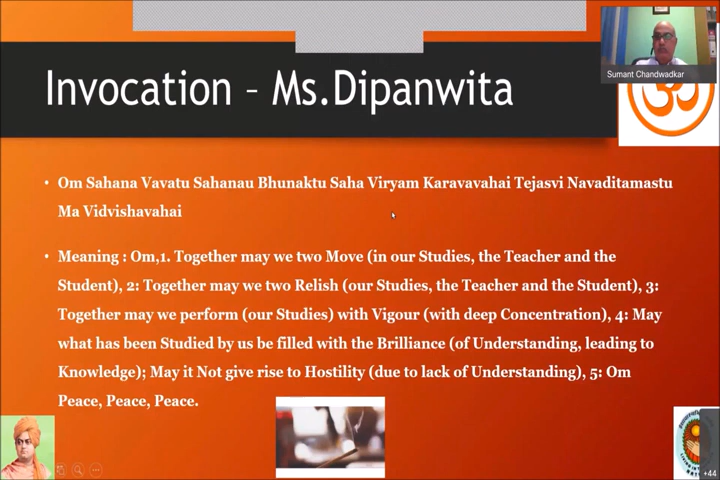 Invocation – Ms.Dipanwita
Sumant Chandwadkar
• Om Sahana Vavatu Sahanau Bhunaktu Saha Viryam Karavavahai Tejasvi Navaditamastu
Ma Vidvishavahai
• Meaning : Om,1. Together may we two Move (in our Studies, the Teacher and the
Student), 2: Together may we two Relish (our Studies, the Teacher and the Student), 3:
Together may we perform (our Studies) with Vigour (with deep Concentration), 4: May
what has been Studied by us be filled with the Brilliance (of Understanding, leading to
Knowledge); May it Not give rise to Hostility (due to lack of Understanding), 5: Om
Peace, Peace, Peace.
+44